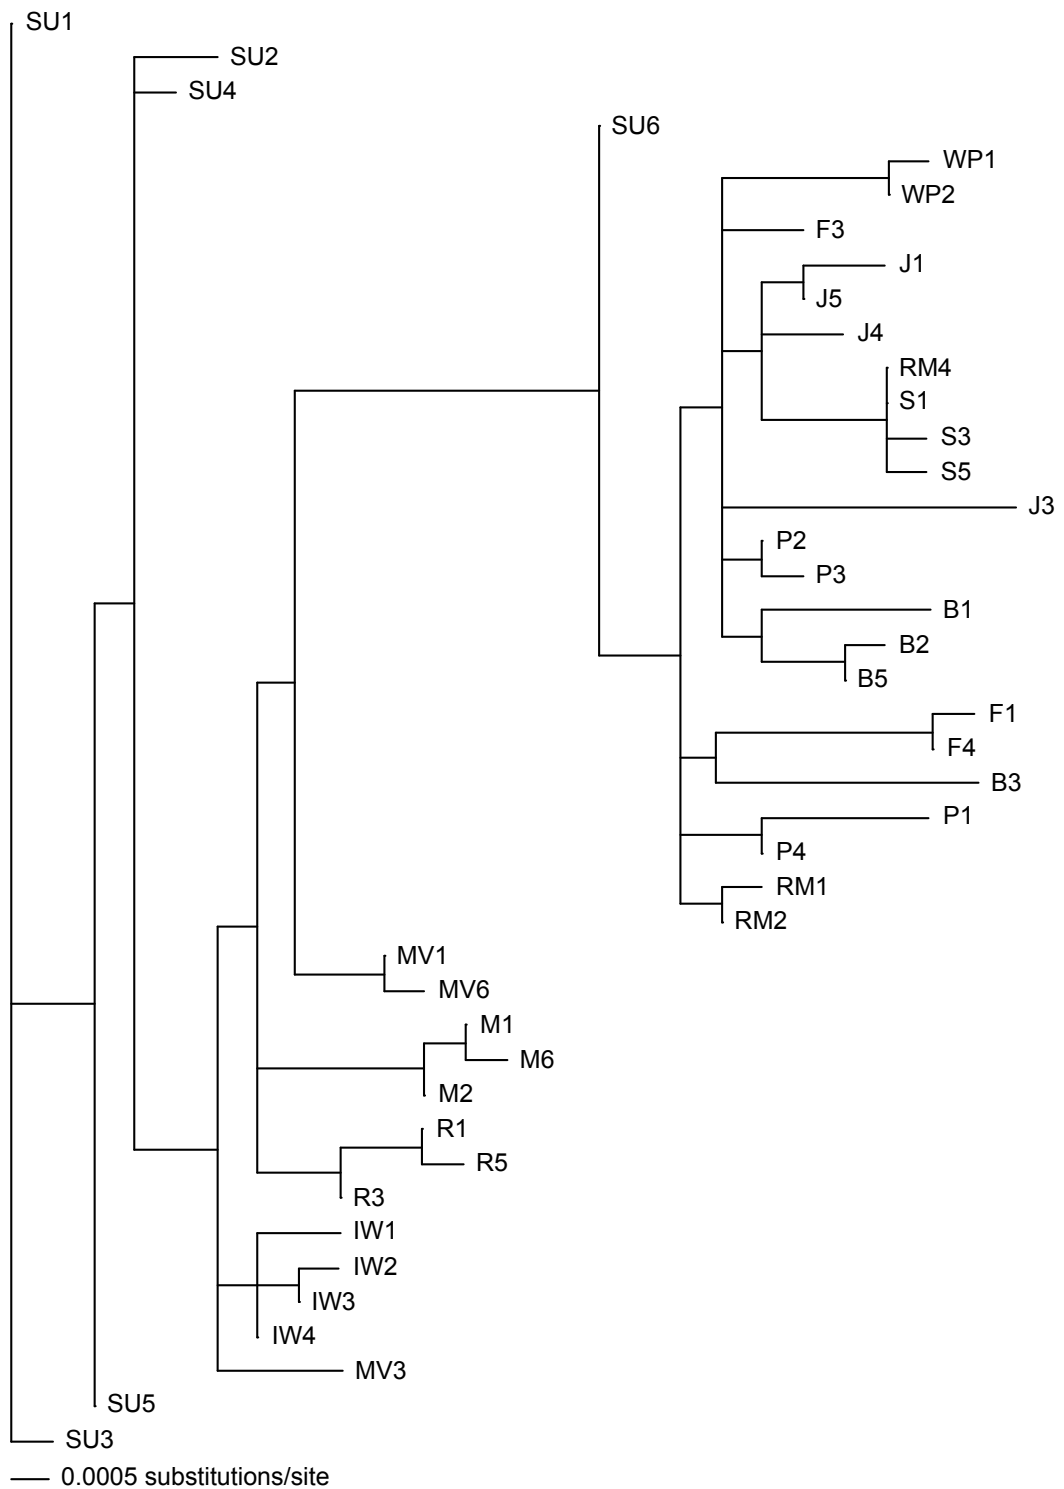 SU1
SU2
SU4
SU6
WP1
WP2
F3
J1
J5
J4
RM4
S1
S3
S5
J3
P2
P3
B1
B2
B5
F1
F4
B3
P1
P4
RM1
RM2
MV1
MV6
M1
M6
M2
R1
R5
R3
IW1
IW2
IW3
IW4
MV3
SU5
SU3
0.0005 substitutions/site